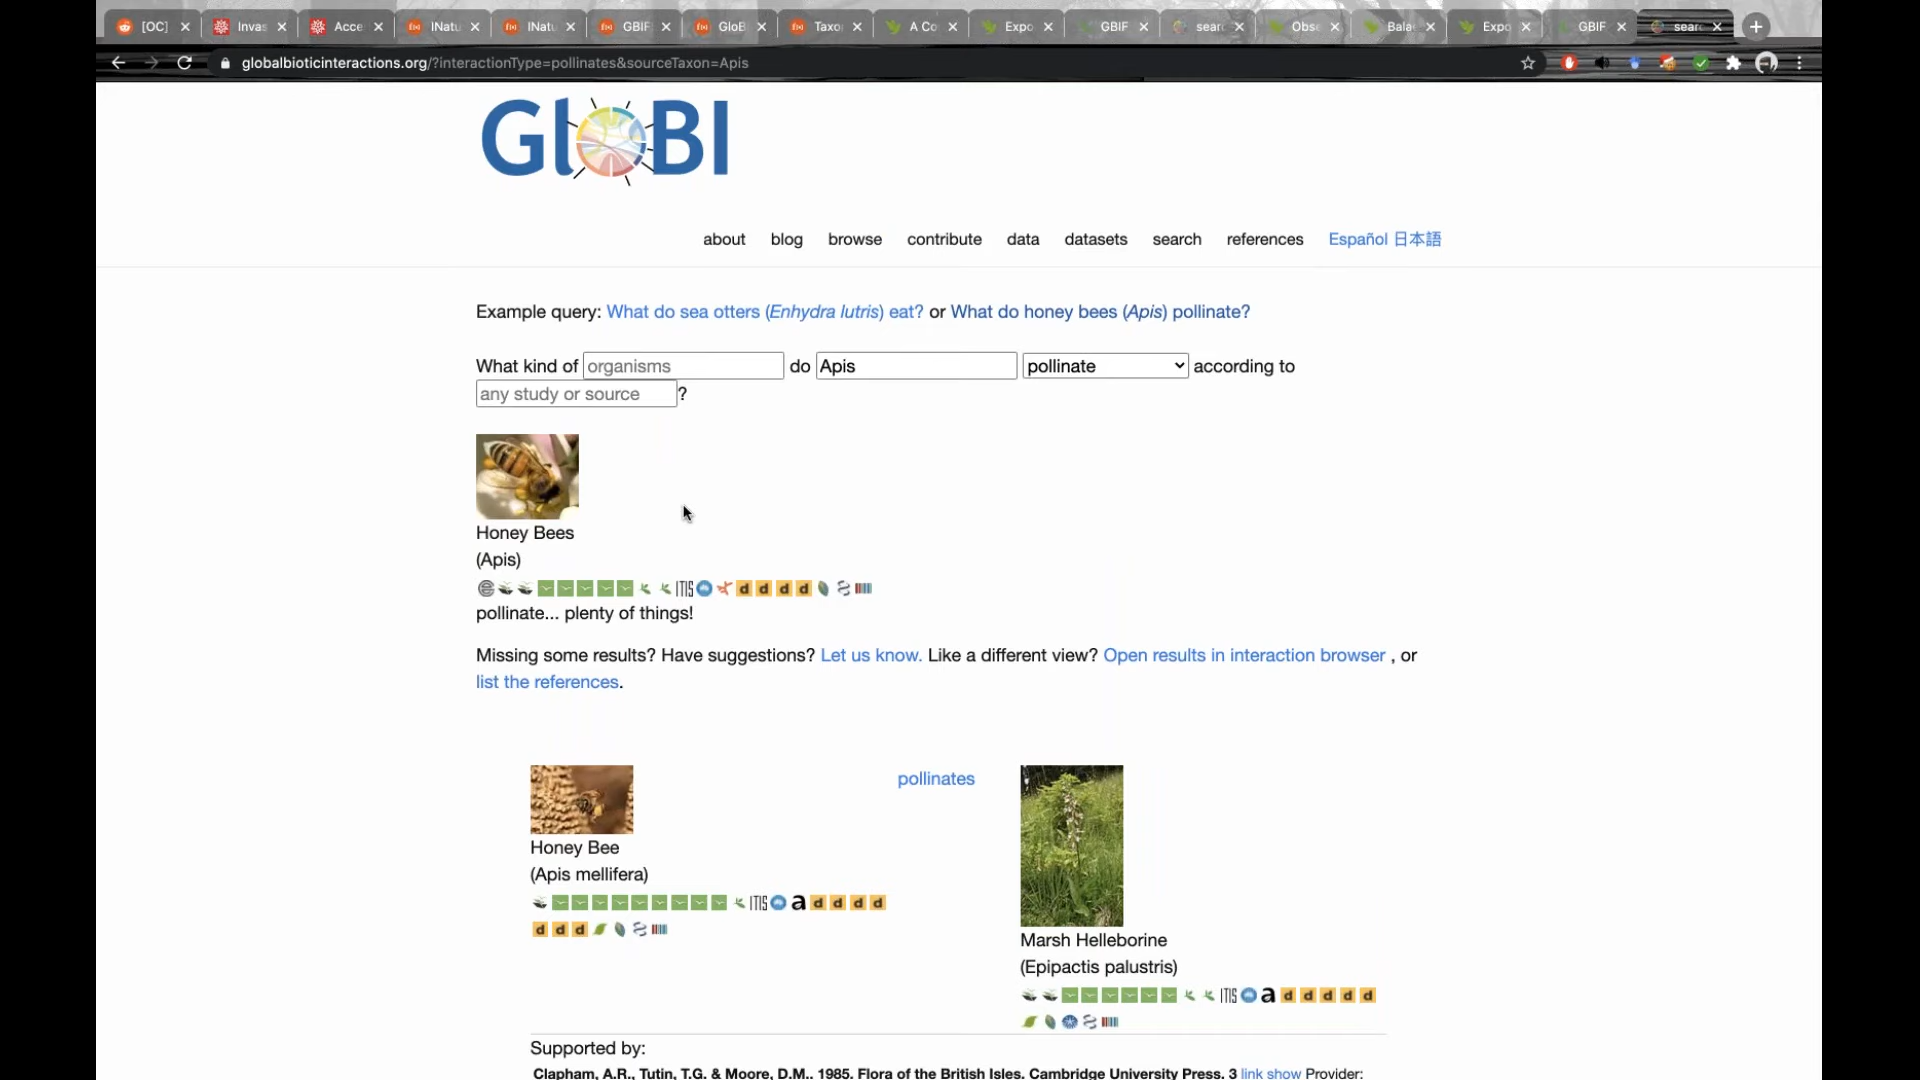 [OC]
Invas
Acce
INatu
INatu
GBIF
GloB
Taxo
A Co
Expo
GBIF
sear
Obse
Bala
Expo
GBIF
sear
globalbioticinteractions.org/?interactionType=pollinates&sourceTaxon=Apis
GloBI
about blog browse contribute data datasets search references Español 日本語
Example query: What do sea otters (Enhydra lutris) eat? or What do honey bees (Apis) pollinate?
What kind of organisms do Apis pollinate according to
any study or source ?
Honey Bees
(Apis)
ITIS d d d d
pollinate... plenty of things!
Missing some results? Have suggestions? Let us know. Like a different view? Open results in interaction browser , or
list the references.
pollinates
Honey Bee
(Apis mellifera)
ITIS a d d d d
d d d
Marsh Helleborine
(Epipactis palustris)
ITIS a d d d d d
Supported by:
Clapham, A.R., Tutin, T.G. & Moore, D.M.. 1985. Flora of the British Isles. Cambridge University Press. 3 link show Provider: